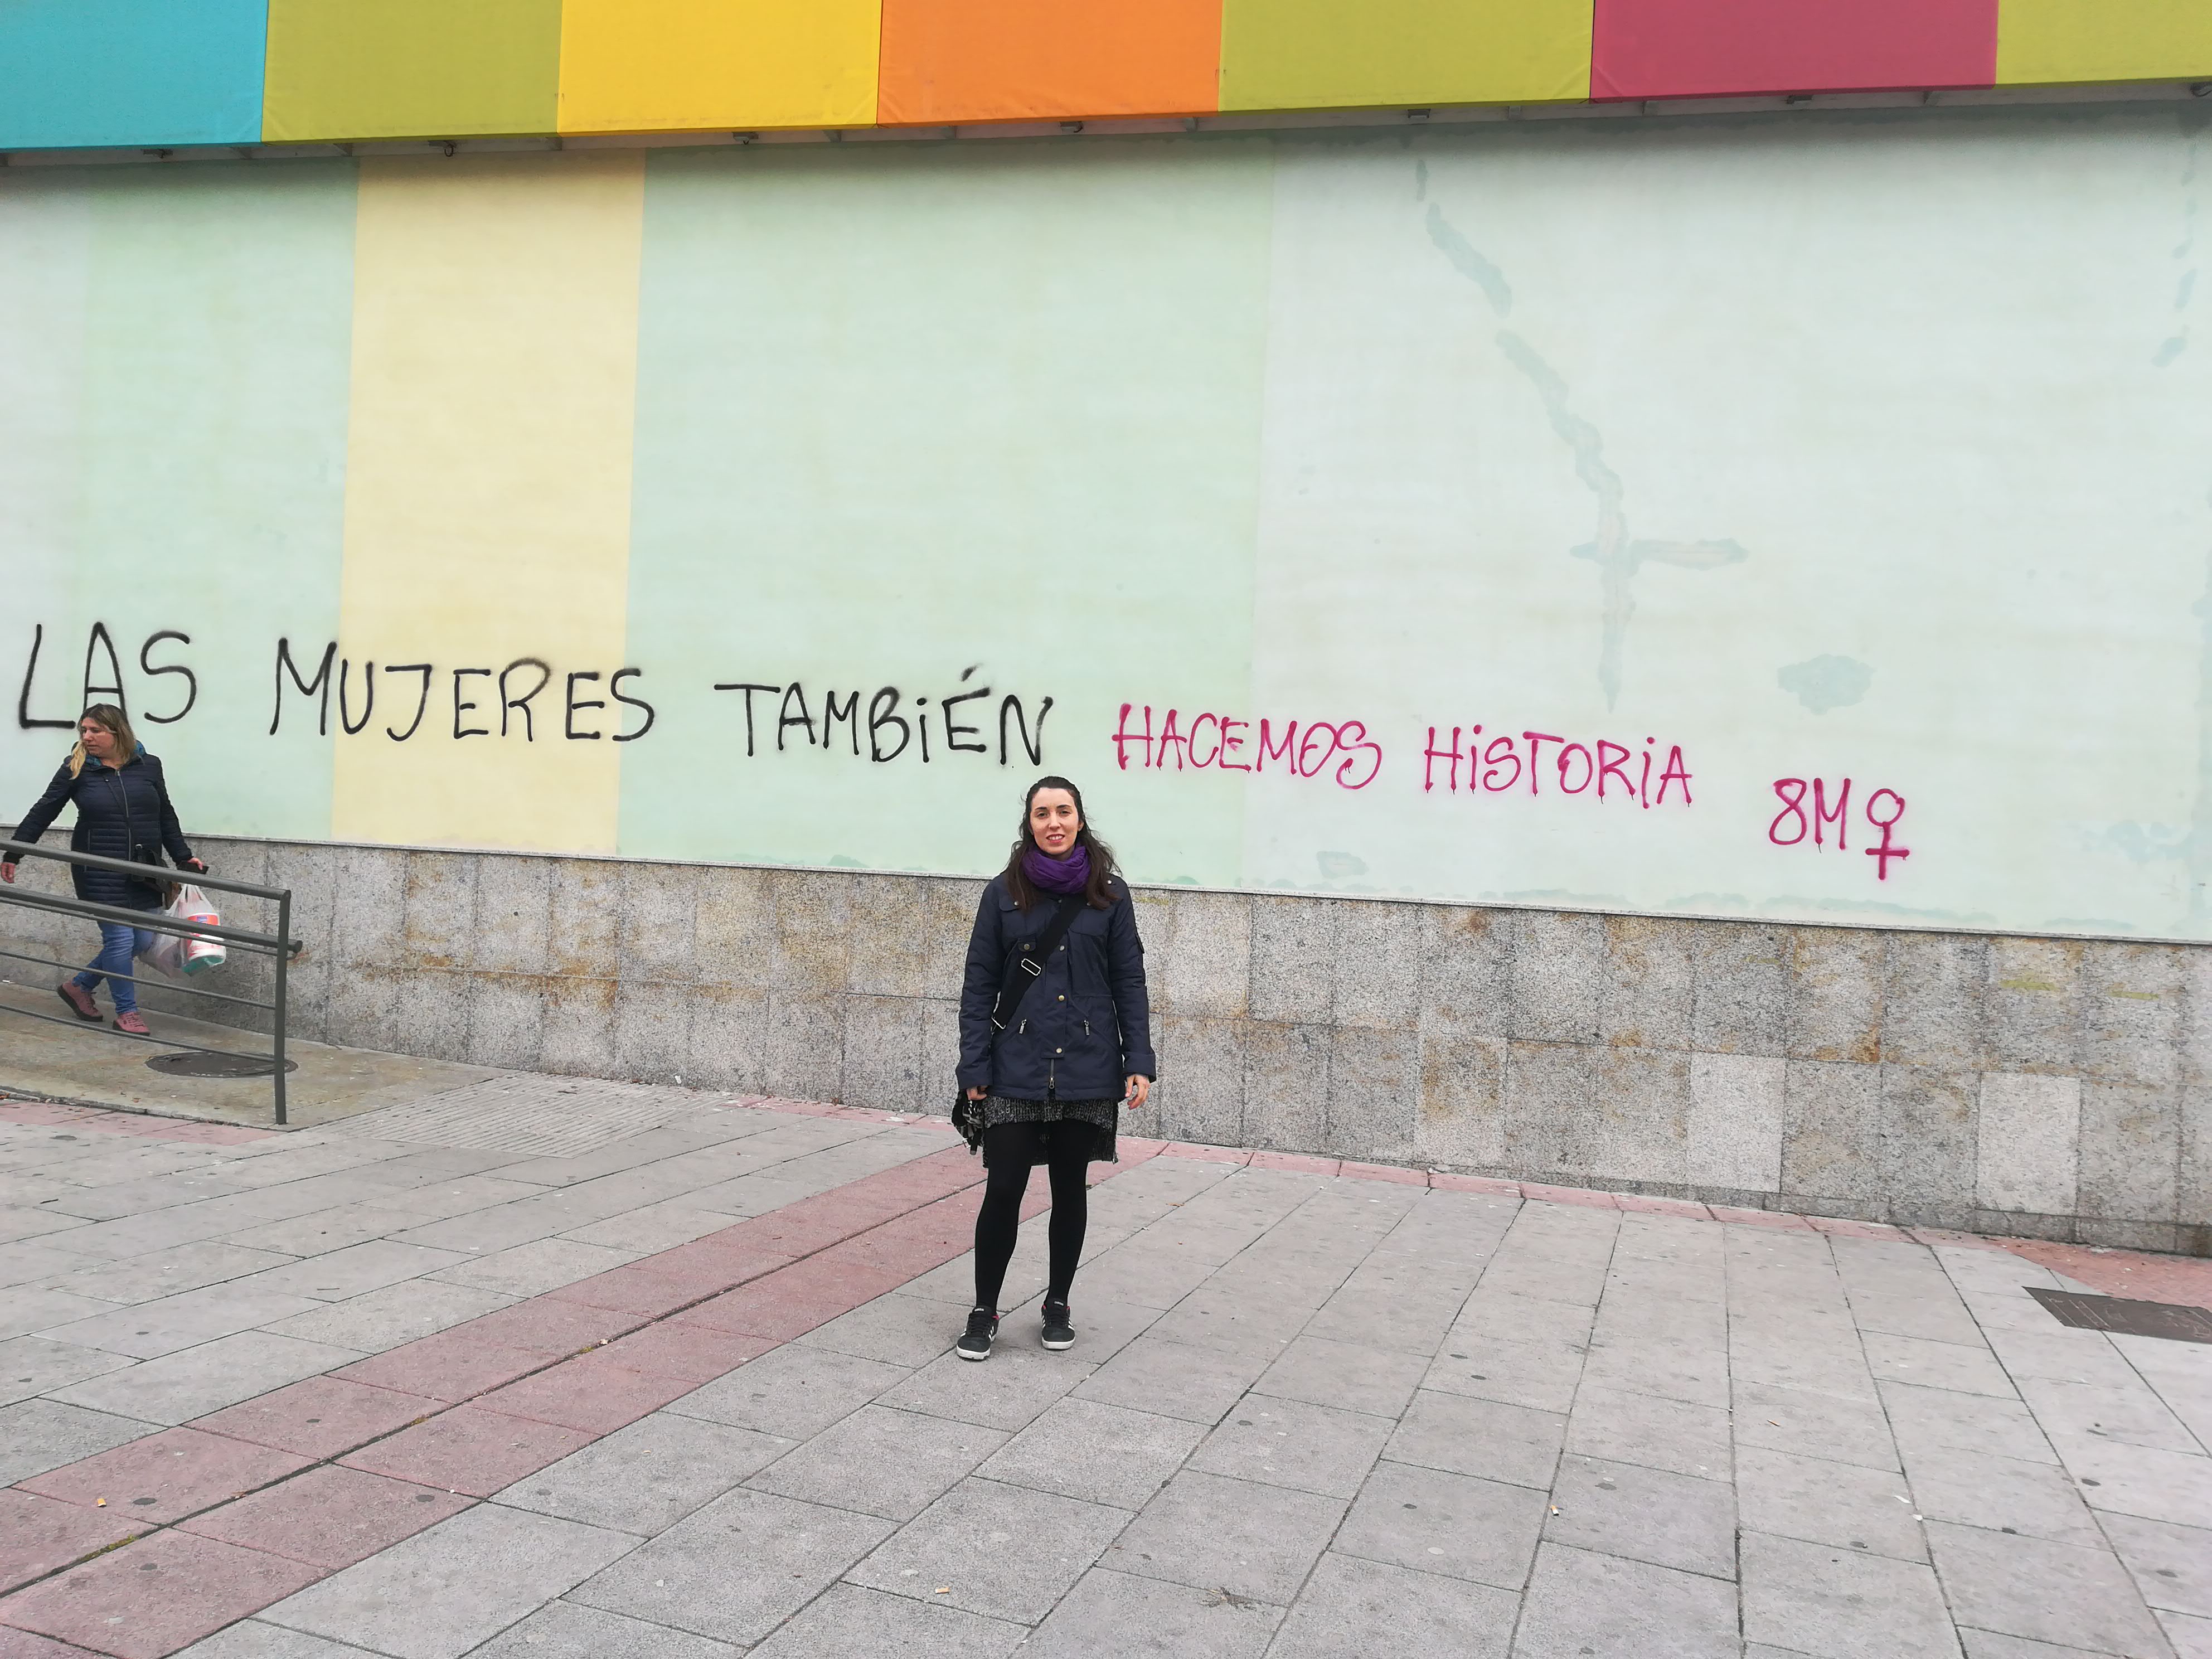 LAS MUJERES TAMBIÉN HACEMOS HISTORIA 8M♀